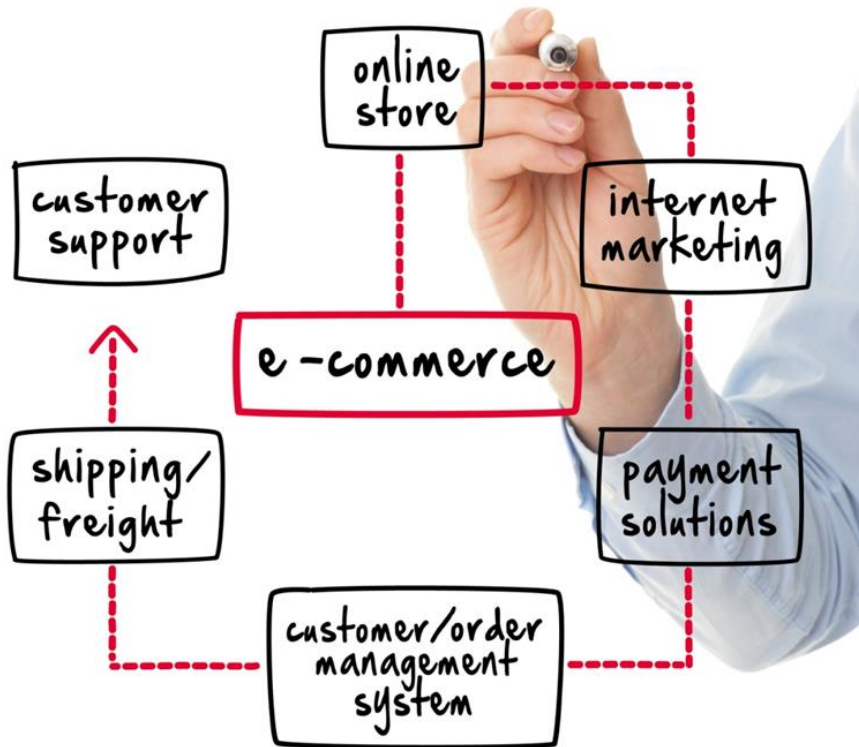 online
store
internet
marketing
customer
support
e-commerce
payment
solutions
shipping/
freight
customer/order
management
system